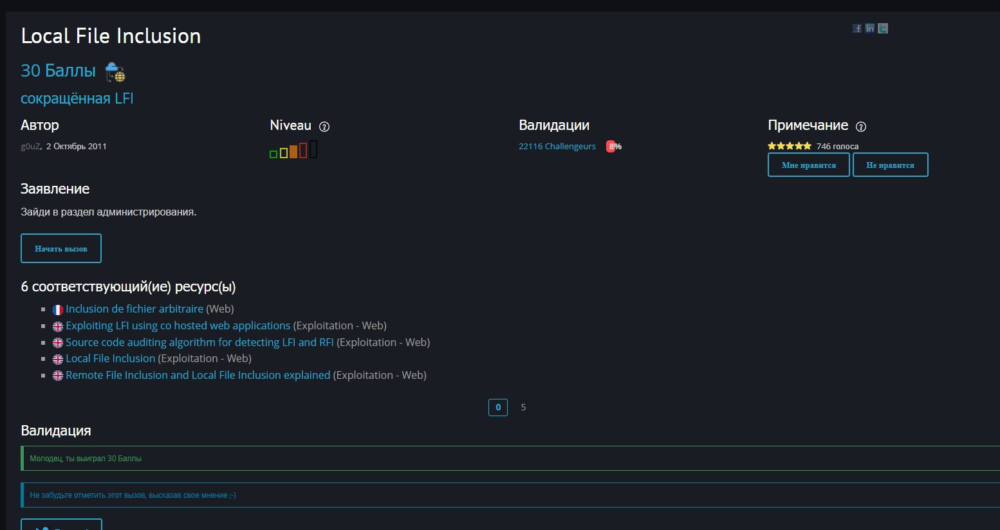 Local File Inclusion
30 Баллы
сокращённая LFI
Автор
g0uZ, 2 Октябрь 2011
Niveau
Валидации
22116 Challengeurs 8%
Примечание
746 голоса
Мне нравится Не нравится
Заявление
Зайди в раздел администрирования.
Начать вызов
6 соответствующий(ие) ресурс(ы)
Inclusion de fichier arbitraire (Web)
Exploiting LFI using co hosted web applications (Exploitation - Web)
Source code auditing algorithm for detecting LFI and RFI (Exploitation - Web)
Local File Inclusion (Exploitation - Web)
Remote File Inclusion and Local File Inclusion explained (Exploitation - Web)
0 5
Валидация
Молодец, ты выиграл 30 Баллы
Не забудьте отметить этот вызов, высказав свое мнение ;-)